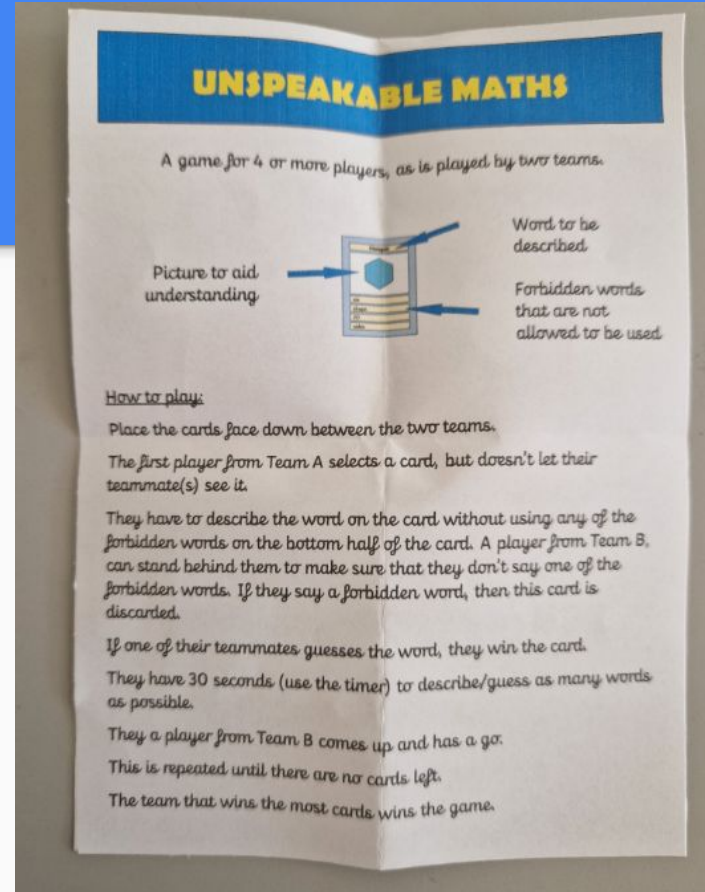 UNSPEAKABLE MATHS
A game for 4 or more players, as is played by two teams.
Word to be
described
Picture to aid
understanding
Forbidden words
that are not
allowed to be used
How to play:
Place the cards face down between the two teams.
The first player from Team A selects a card, but doesn't let their
teammate(s) see it.
They have to describe the word on the card without using any of the
forbidden words on the bottom half of the card. A player from Team B,
can stand behind them to make sure that they don't say one of the
forbidden words. If they say a forbidden word, then this card is
discarded.
If one of their teammates guesses the word, they win the card.
They have 30 seconds (use the timer) to describe/guess as many words
as possible.
They a player from Team B comes up and has a go.
This is repeated until there are no cards left.
The team that wins the most cards wins the game.